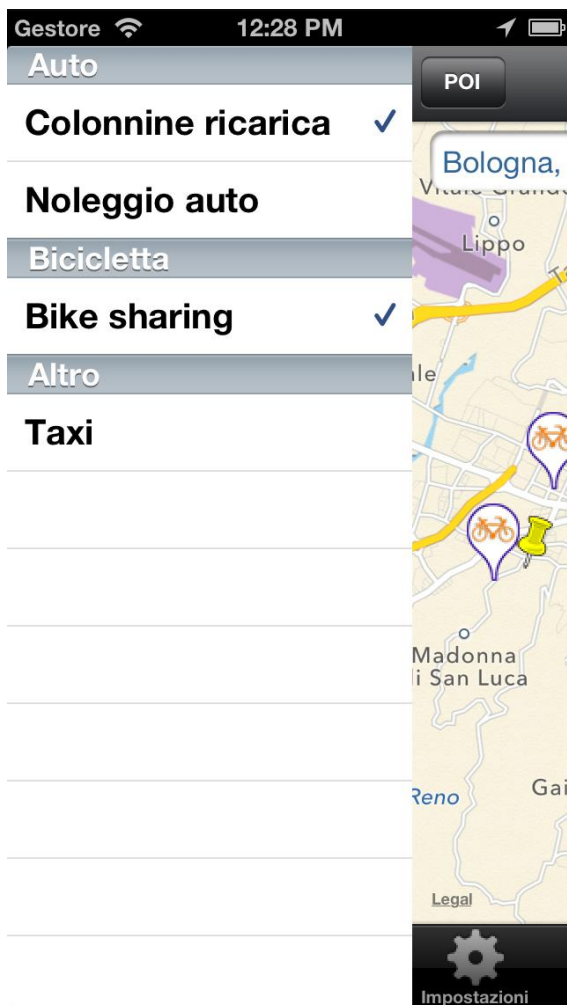 Gestore 12:28 PM
Auto
Colonnine ricarica
Noleggio auto
Bicicletta
Bike sharing
Altro
Taxi
POI
Bologna,
Lippo
Madonna
i San Luca
Reno
Gai
Legal
Impostazioni